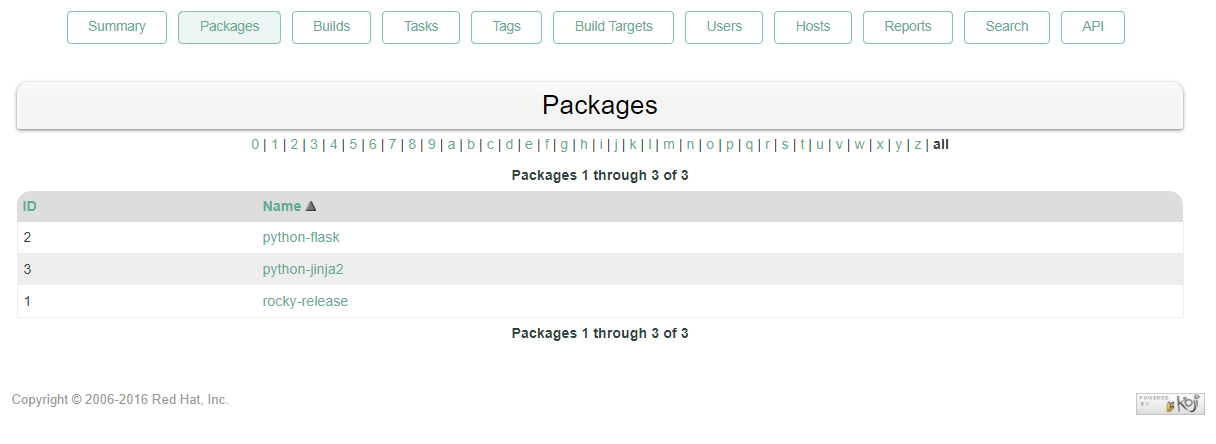 Summary Packages Builds Tasks Tags Build Targets Users Hosts Reports Search API
Packages
0 | 1 | 2 | 3 | 4 | 5 | 6 | 7 | 8 | 9 | a | b | c | d | e | f | g | h | i | j | k | l | m | n | o | p | q | r | s | t | u | v | w | x | y | z | all
Packages 1 through 3 of 3
ID Name
2 python-flask
3 python-jinja2
1 rocky-release
Packages 1 through 3 of 3
Copyright © 2006-2016 Red Hat, Inc. POWERED BY Koji